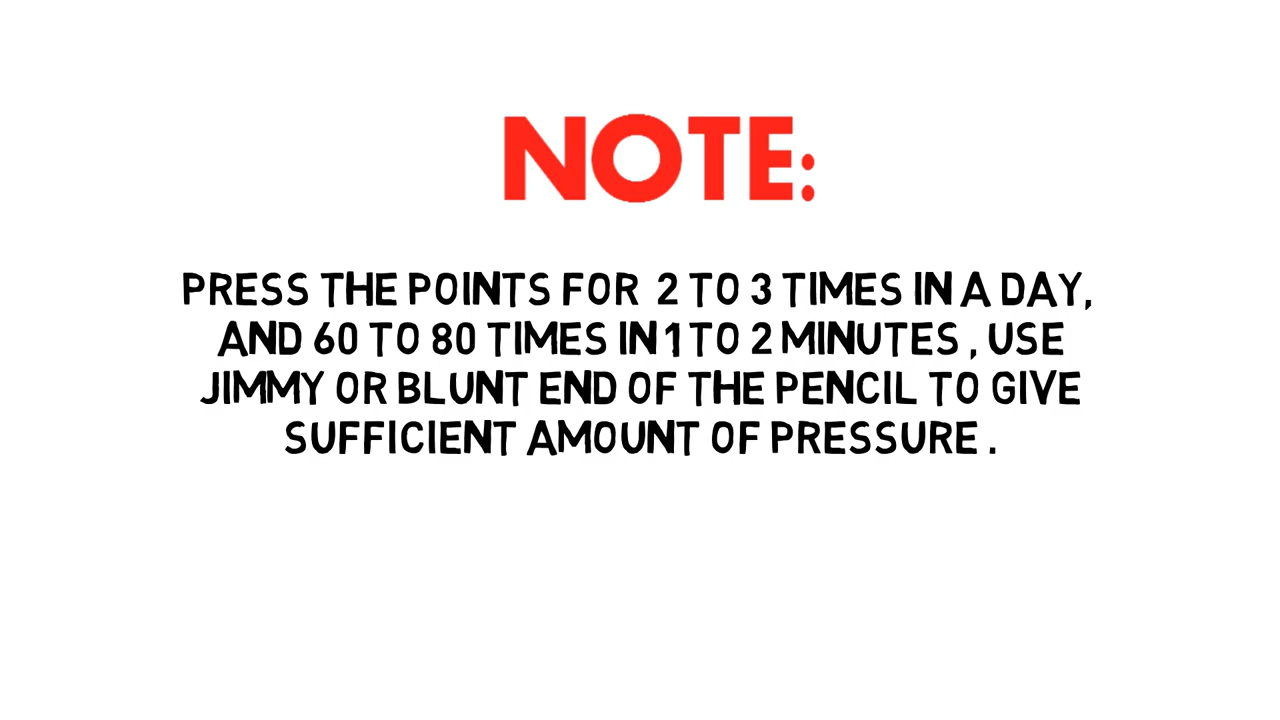 NOTE:
PRESS THE POINTS FOR 2 TO 3 TIMES IN A DAY,
AND 60 TO 80 TIMES IN 1 TO 2 MINUTES , USE
JIMMY OR BLUNT END OF THE PENCIL TO GIVE
SUFFICIENT AMOUNT OF PRESSURE .